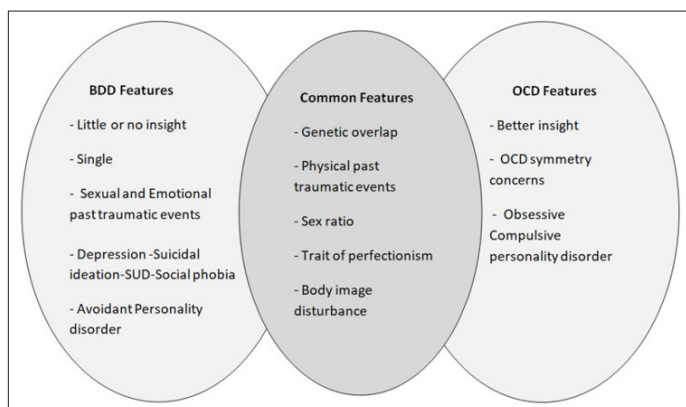 BDD Features
- Little or no insight
- Single
- Sexual and Emotional
past traumatic events
- Depression -Suicidal
ideation-SUD-Social phobia
- Avoidant Personality
disorder
Common Features
- Genetic overlap
- Physical past
traumatic events
- Sex ratio
- Trait of perfectionism
- Body image
disturbance
OCD Features
- Better insight
- OCD symmetry
concerns
- Obsessive
Compulsive
personality disorder